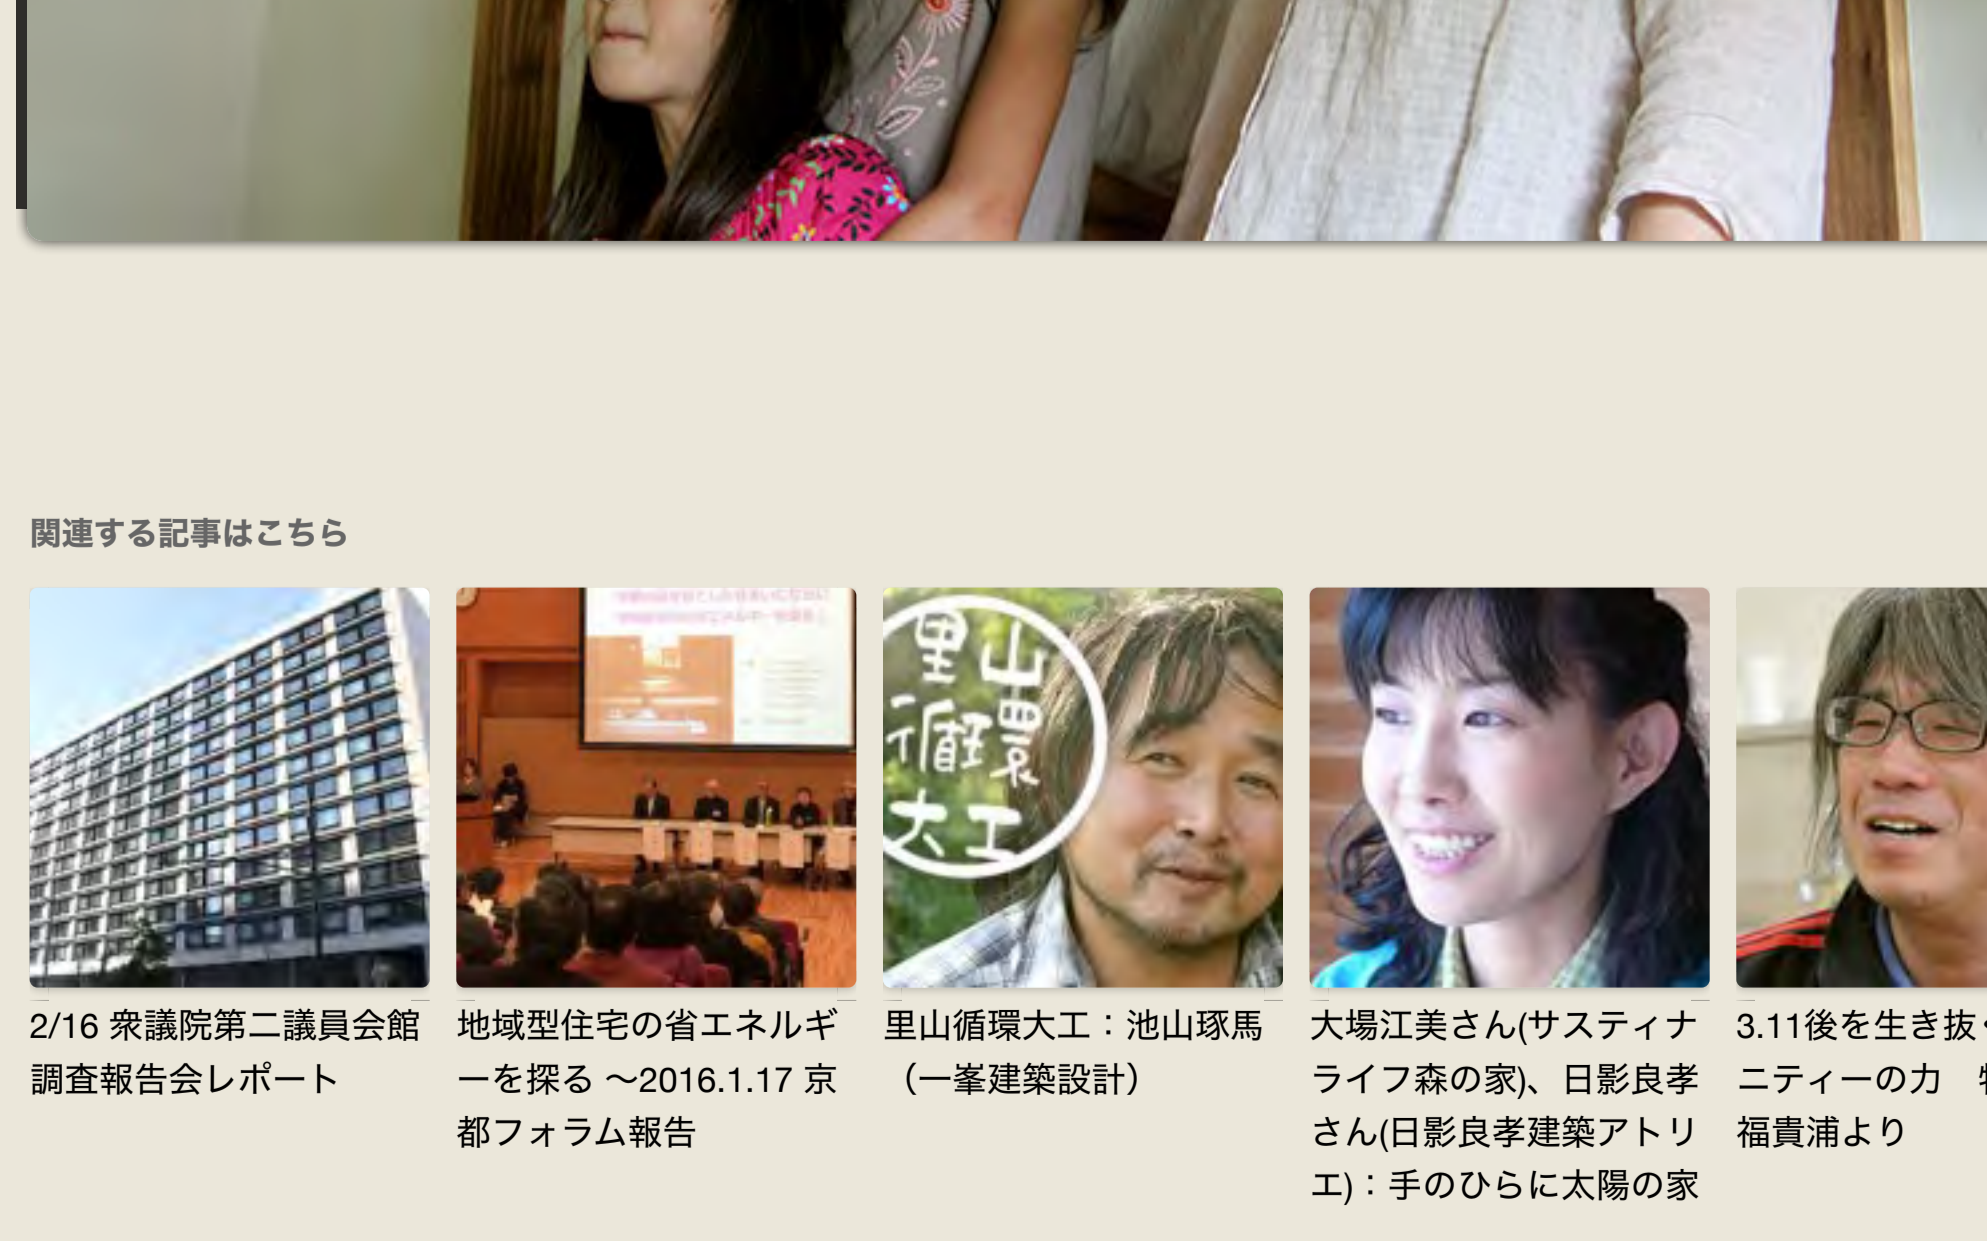 関連する記事はこちら
里山
循環
大工
2/16 衆議院第二議員会館
調査報告会レポート
地域型住宅の省エネルギ
ーを探る 〜2016.1.17 京
都フォーラム報告
里山循環大工：池山琢馬
（一峯建築設計）
大場江美さん(サスティナ
ライフ森の家)、日影良孝
さん(日影良孝建築アトリ
エ)：手のひらに太陽の家
3.11後を生き抜
ニティーの力
福貴浦より